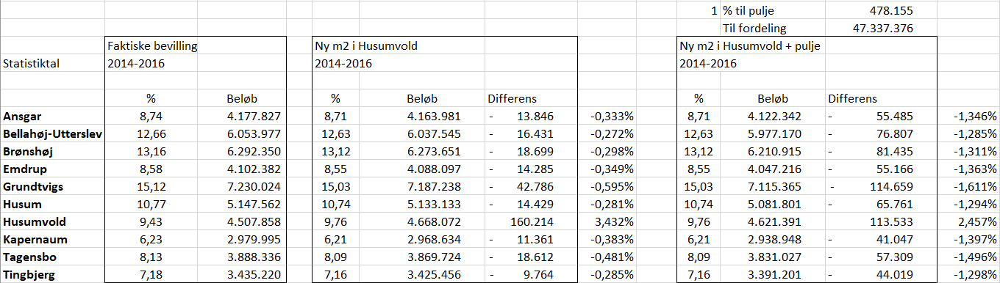 1 % til pulje 478.155
Til fordeling 47.337.376
Faktiske bevilling Ny m2 i Husumvold Ny m2 i Husumvold + pulje
Statistiktal 2014-2016 2014-2016 2014-2016
% Beløb % Beløb Differens % Beløb Differens
Ansgar 8,74 4.177.827 8,71 4.163.981 - 13.846 -0,333% 8,71 4.122.342 - 55.485 -1,346%
Bellahøj-Utterslev 12,66 6.053.977 12,63 6.037.545 - 16.431 -0,272% 12,63 5.977.170 - 76.807 -1,285%
Brønshøj 13,16 6.292.350 13,12 6.273.651 - 18.699 -0,298% 13,12 6.210.915 - 81.435 -1,311%
Emdrup 8,58 4.102.382 8,55 4.088.097 - 14.285 -0,349% 8,55 4.047.216 - 55.166 -1,363%
Grundtvigs 15,12 7.230.024 15,03 7.187.238 - 42.786 -0,595% 15,03 7.115.365 - 114.659 -1,611%
Husum 10,77 5.147.562 10,74 5.133.133 - 14.429 -0,281% 10,74 5.081.801 - 65.761 -1,294%
Husumvold 9,43 4.507.858 9,76 4.668.072 160.214 3,432% 9,76 4.621.391 113.533 2,457%
Kapernaum 6,23 2.979.995 6,21 2.968.634 - 11.361 -0,383% 6,21 2.938.948 - 41.047 -1,397%
Tagensbo 8,13 3.888.336 8,09 3.869.724 - 18.612 -0,481% 8,09 3.831.027 - 57.309 -1,496%
Tingbjerg 7,18 3.435.220 7,16 3.425.456 - 9.764 -0,285% 7,16 3.391.201 - 44.019 -1,298%